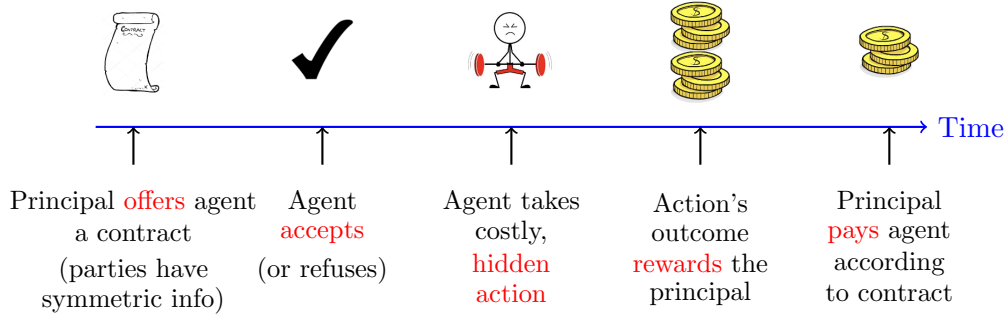 CONTRACT
Time
Principal offers agent
a contract
(parties have
symmetric info)
Agent
accepts
(or refuses)
Agent takes
costly,
hidden
action
Action's
outcome
rewards the
principal
Principal
pays agent
according
to contract